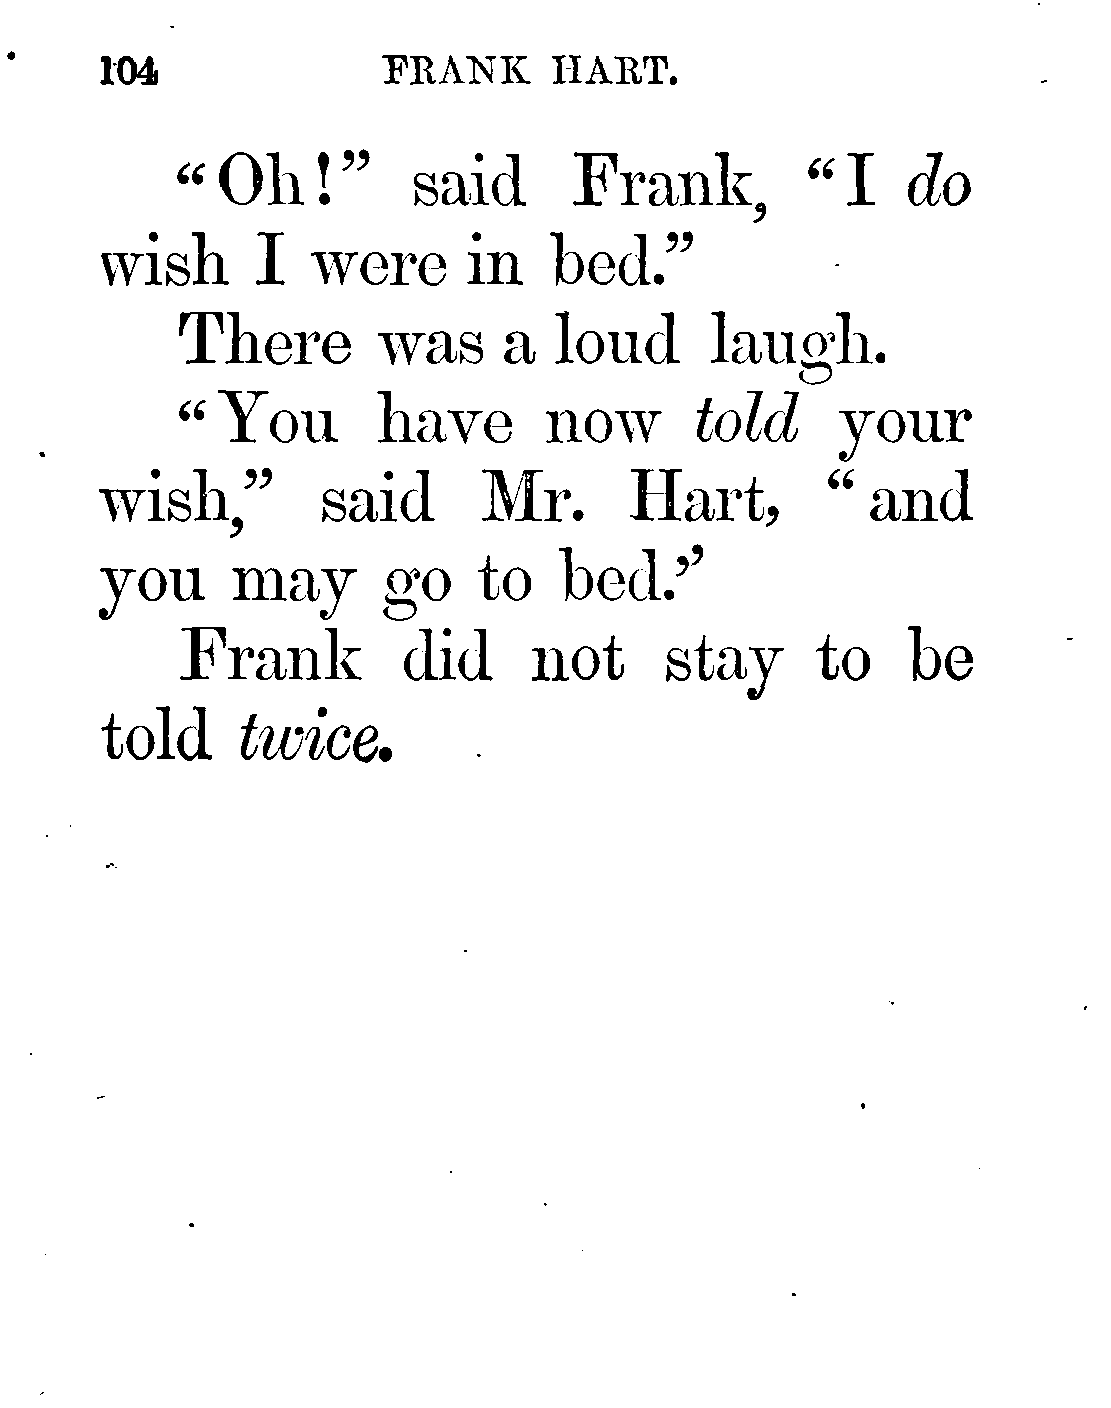 104 FRANK HART.
“Oh!” said Frank, “I do
wish I were in bed.”
There was a loud laugh.
“You have now told your
wish,” said Mr. Hart, “and
you may go to bed.”
Frank did not stay to be
told twice.